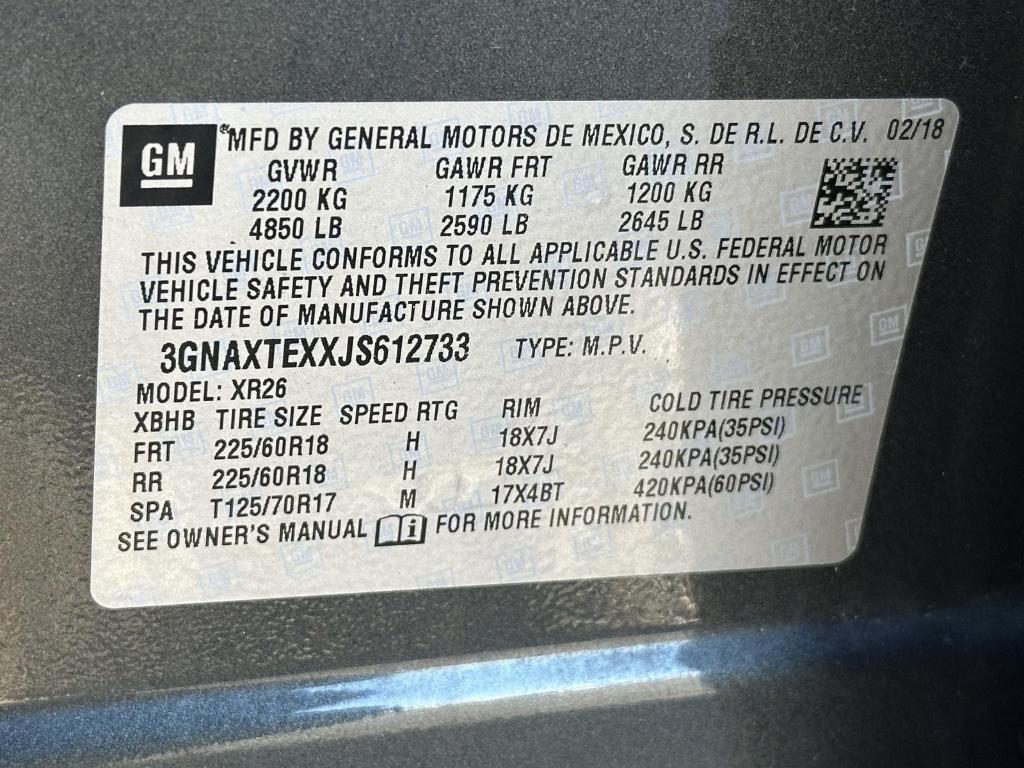 GM
®MFD BY GENERAL MOTORS DE MEXICO, S. DE R.L. DE C.V. 02/18
GVWR GAWR FRT GAWR RR
2200 KG 1175 KG 1200 KG
4850 LB 2590 LB 2645 LB
THIS VEHICLE CONFORMS TO ALL APPLICABLE U.S. FEDERAL MOTOR
VEHICLE SAFETY AND THEFT PREVENTION STANDARDS IN EFFECT ON
THE DATE OF MANUFACTURE SHOWN ABOVE.
3GNAXTEXXJS612733 TYPE: M.P.V.
MODEL: XR26
XBHB TIRE SIZE SPEED RTG RIM COLD TIRE PRESSURE
FRT 225/60R18 H 18X7J 240KPA(35PSI)
RR 225/60R18 H 18X7J 240KPA(35PSI)
SPA T125/70R17 M 17X4BT 420KPA(60PSI)
SEE OWNER'S MANUAL i FOR MORE INFORMATION.